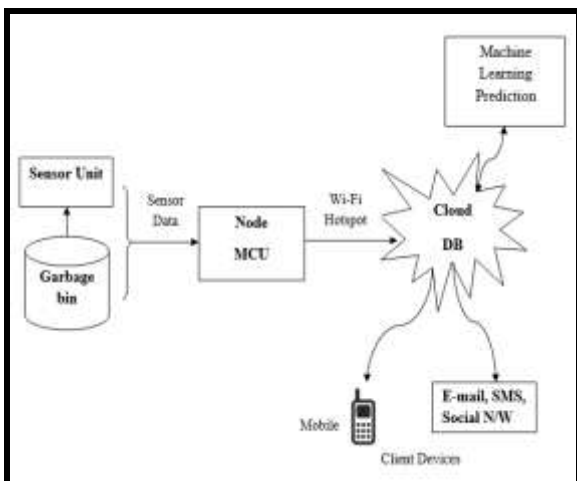 Machine
Learning
Prediction
Sensor Unit
Garbage
bin
Sensor
Data
Node
MCU
Wi-Fi
Hotspot
Cloud
DB
Mobile
E-mail, SMS,
Social N/W
Client Devices